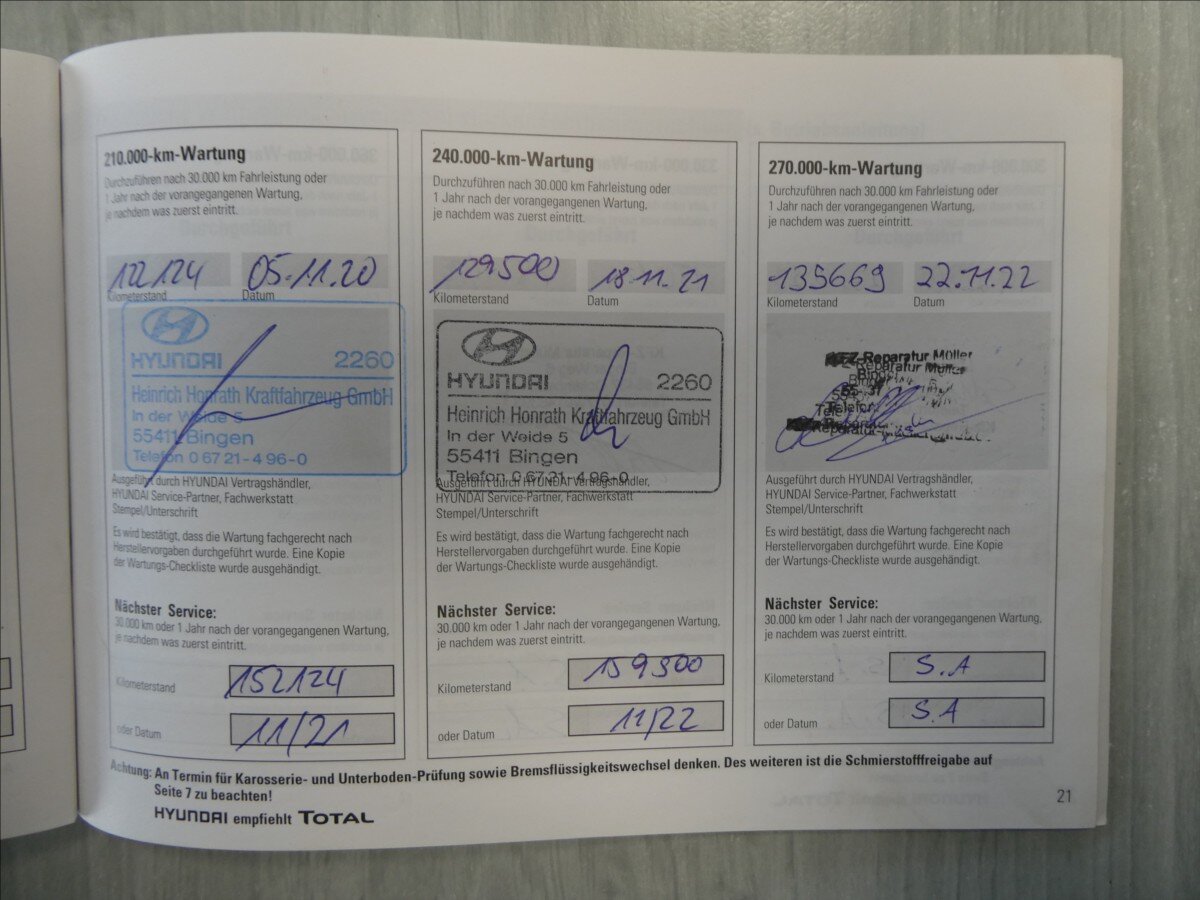 210.000-km-Wartung
Durchzuführen nach 30.000 km Fahrleistung oder
1 Jahr nach der vorangegangenen Wartung,
je nachdem was zuerst eintritt.
122124 05.11.20
Kilometerstand Datum
HYUNDAI 2260
Heinrich Honrath Kraftfahrzeug GmbH
In der Weide 5
55411 Bingen
Telefon 0 67 21-4 96-0
Ausgeführt durch HYUNDAI Vertragshändler,
HYUNDAI Service-Partner, Fachwerkstatt
Stempel/Unterschrift
Es wird bestätigt, dass die Wartung fachgerecht nach
Herstellervorgaben durchgeführt wurde. Eine Kopie
der Wartungs-Checkliste wurde ausgehändigt.
Nächster Service:
30.000 km oder 1 Jahr nach der vorangegangenen Wartung,
je nachdem was zuerst eintritt.
Kilometerstand 152124
oder Datum 11/21
240.000-km-Wartung
Durchzuführen nach 30.000 km Fahrleistung oder
1 Jahr nach der vorangegangenen Wartung,
je nachdem was zuerst eintritt.
129500 18.11.21
Kilometerstand Datum
HYUNDAI 2260
Heinrich Honrath Kraftfahrzeug GmbH
In der Weide 5
55411 Bingen
Telefon 0 67 21-4 96-0
Ausgeführt durch HYUNDAI Vertragshändler,
HYUNDAI Service-Partner, Fachwerkstatt
Stempel/Unterschrift
Es wird bestätigt, dass die Wartung fachgerecht nach
Herstellervorgaben durchgeführt wurde. Eine Kopie
der Wartungs-Checkliste wurde ausgehändigt.
Nächster Service:
30.000 km oder 1 Jahr nach der vorangegangenen Wartung,
je nachdem was zuerst eintritt.
Kilometerstand 159500
oder Datum 11/22
270.000-km-Wartung
Durchzuführen nach 30.000 km Fahrleistung oder
1 Jahr nach der vorangegangenen Wartung,
je nachdem was zuerst eintritt.
135669 22.11.22
Kilometerstand Datum
KFZ-Reparatur Müller
Reparatur Müller
Telefon
Ausgeführt durch HYUNDAI Vertragshändler,
HYUNDAI Service-Partner, Fachwerkstatt
Stempel/Unterschrift
Es wird bestätigt, dass die Wartung fachgerecht nach
Herstellervorgaben durchgeführt wurde. Eine Kopie
der Wartungs-Checkliste wurde ausgehändigt.
Nächster Service:
30.000 km oder 1 Jahr nach der vorangegangenen Wartung,
je nachdem was zuerst eintritt.
Kilometerstand S.A
oder Datum S.A
Achtung: An Termin für Karosserie- und Unterboden-Prüfung sowie Bremsflüssigkeitswechsel denken. Des weiteren ist die Schmierstofffreigabe auf
Seite 7 zu beachten!
HYUNDAI empfiehlt TOTAL
21